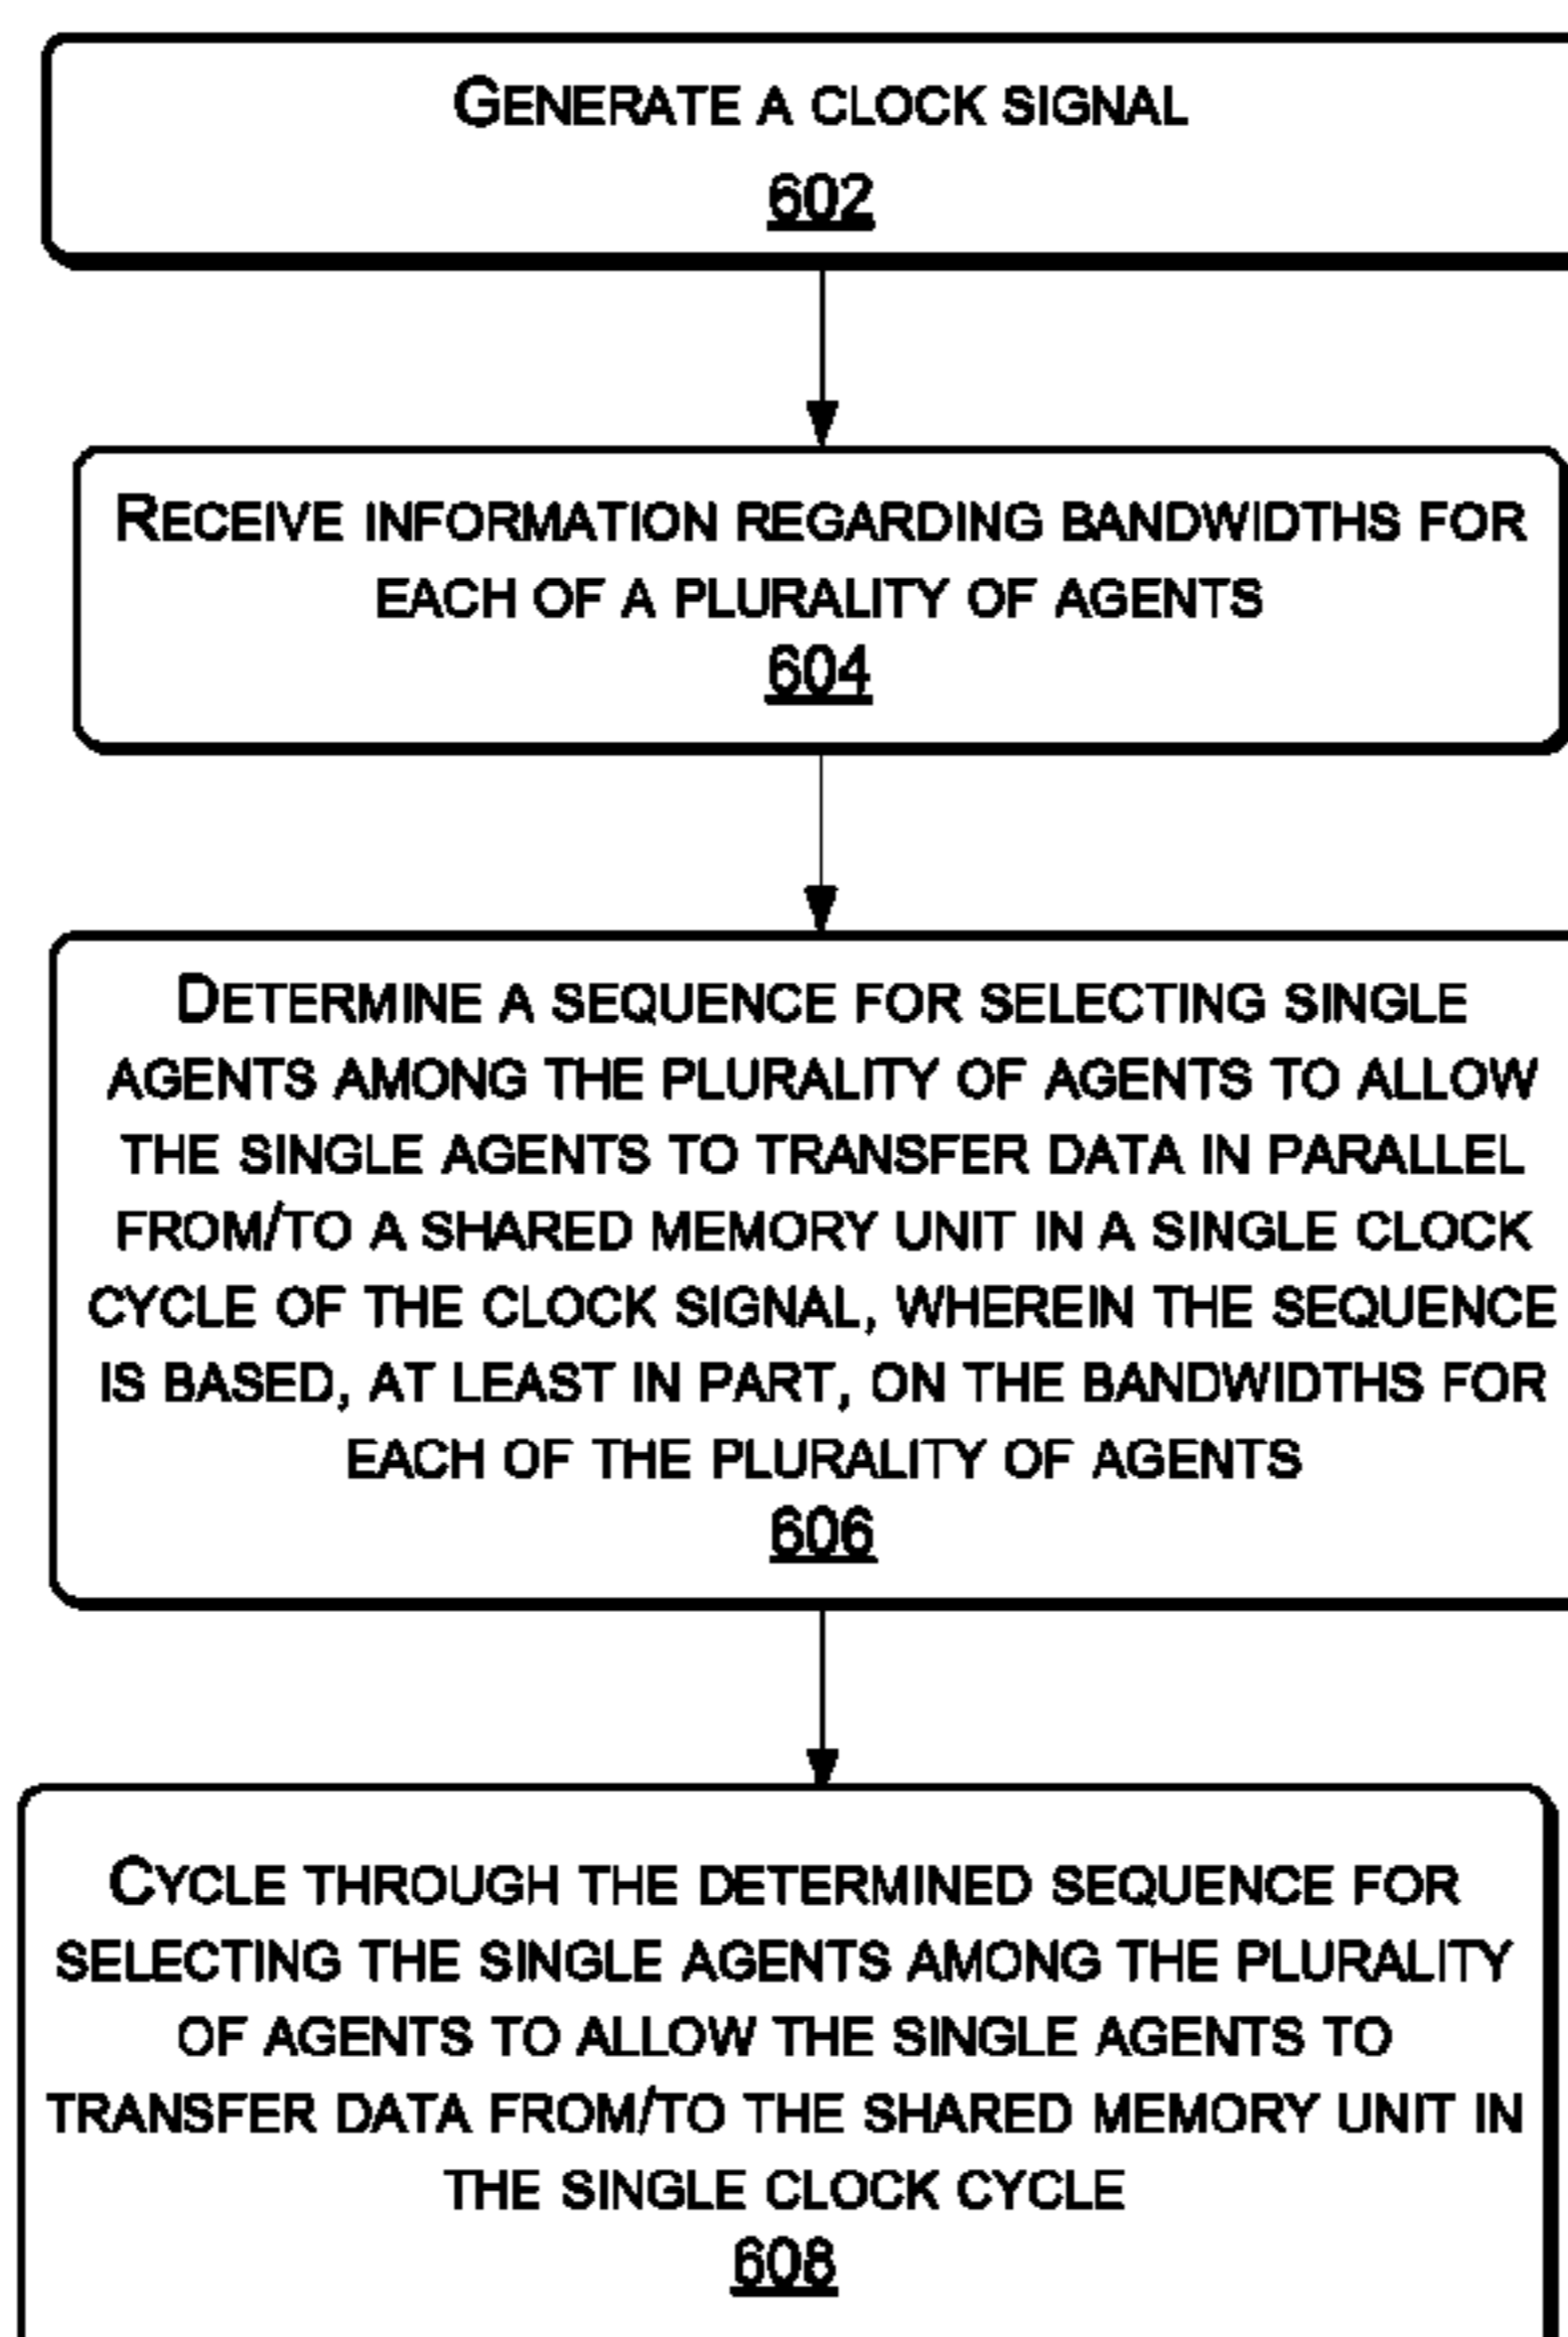 GENERATE A CLOCK SIGNAL
602
RECEIVE INFORMATION REGARDING BANDWIDTHS FOR
EACH OF A PLURALITY OF AGENTS
604
DETERMINE A SEQUENCE FOR SELECTING SINGLE
AGENTS AMONG THE PLURALITY OF AGENTS TO ALLOW
THE SINGLE AGENTS TO TRANSFER DATA IN PARALLEL
FROM/TO A SHARED MEMORY UNIT IN A SINGLE CLOCK
CYCLE OF THE CLOCK SIGNAL, WHEREIN THE SEQUENCE
IS BASED, AT LEAST IN PART, ON THE BANDWIDTHS FOR
EACH OF THE PLURALITY OF AGENTS
606
CYCLE THROUGH THE DETERMINED SEQUENCE FOR
SELECTING THE SINGLE AGENTS AMONG THE PLURALITY
OF AGENTS TO ALLOW THE SINGLE AGENTS TO
TRANSFER DATA FROM/TO THE SHARED MEMORY UNIT IN
THE SINGLE CLOCK CYCLE
608